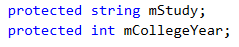 protected string mStudy;
protected int mCollegeYear;